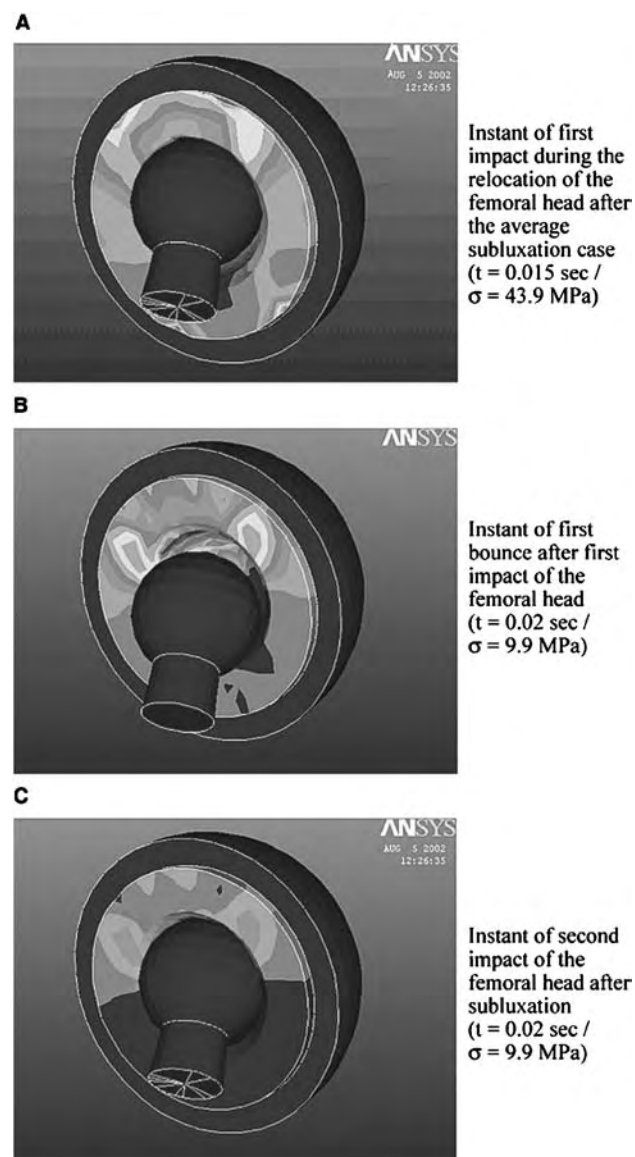 A
ANSYS
AUG 5 2002
12:26:35
Instant of first
impact during the
relocation of the
femoral head after
the average
subluxation case
(t = 0.015 sec /
σ = 43.9 MPa)
B
ANSYS
Instant of first
bounce after first
impact of the
femoral head
(t = 0.02 sec /
σ = 9.9 MPa)
C
ANSYS
AUG 5 2002
12:26:35
Instant of second
impact of the
femoral head after
subluxation
(t = 0.02 sec /
σ = 9.9 MPa)